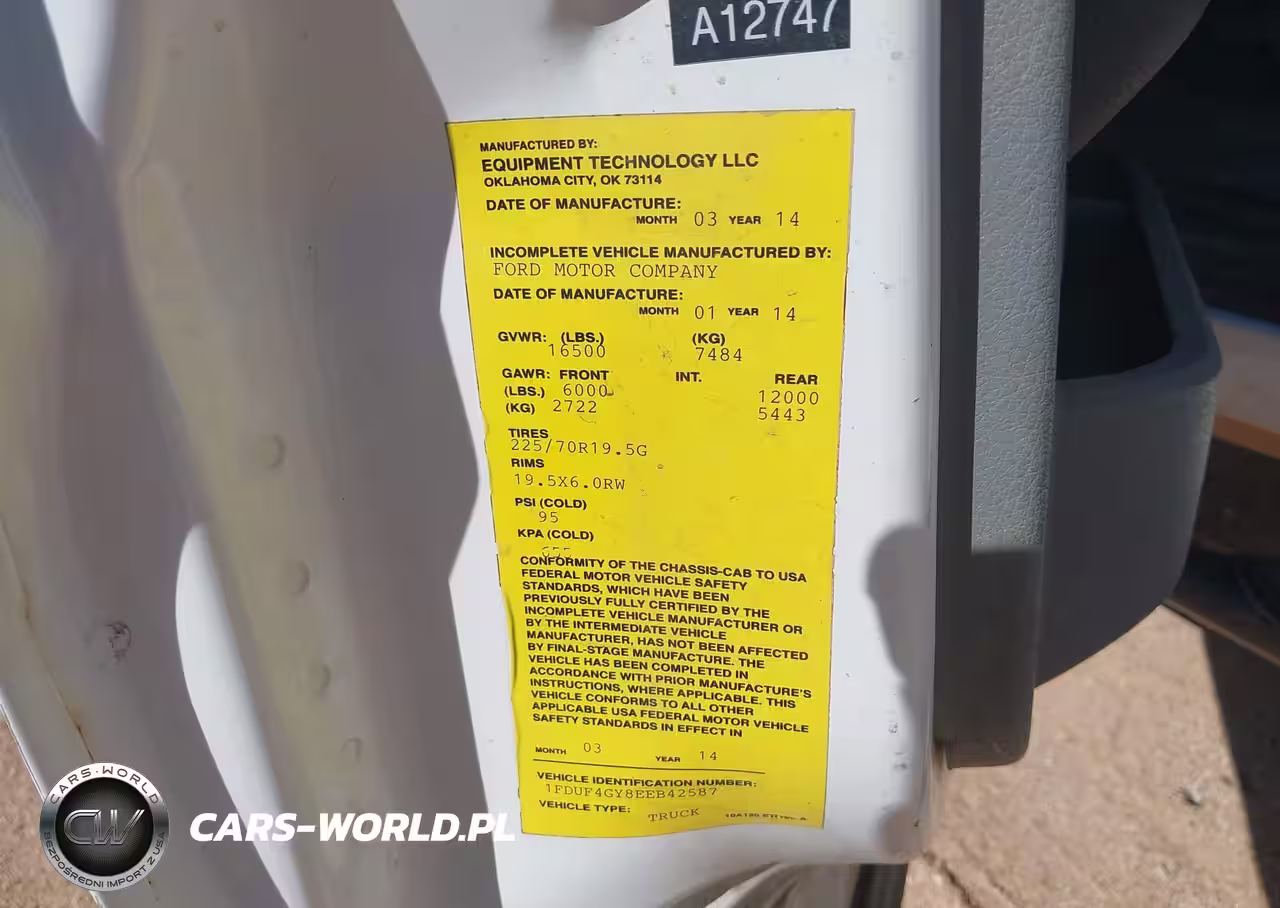 A12747
MANUFACTURED BY:
EQUIPMENT TECHNOLOGY LLC
OKLAHOMA CITY, OK 73114
DATE OF MANUFACTURE:
MONTH 03 YEAR 14
INCOMPLETE VEHICLE MANUFACTURED BY:
FORD MOTOR COMPANY
DATE OF MANUFACTURE:
MONTH 01 YEAR 14
GVWR: (LBS.) (KG)
16500 7484
GAWR: FRONT INT. REAR
(LBS.) 6000 12000
(KG) 2722 5443
TIRES
225/70R19.5G
RIMS
19.5X6.0RW
PSI (COLD)
95
KPA (COLD)
655
CONFORMITY OF THE CHASSIS-CAB TO USA
FEDERAL MOTOR VEHICLE SAFETY
STANDARDS, WHICH HAVE BEEN
PREVIOUSLY FULLY CERTIFIED BY THE
INCOMPLETE VEHICLE MANUFACTURER OR
BY THE INTERMEDIATE VEHICLE
MANUFACTURER, HAS NOT BEEN AFFECTED
BY FINAL-STAGE MANUFACTURE. THE
VEHICLE HAS BEEN COMPLETED IN
ACCORDANCE WITH PRIOR MANUFACTURE'S
INSTRUCTIONS, WHERE APPLICABLE. THIS
VEHICLE CONFORMS TO ALL OTHER
APPLICABLE USA FEDERAL MOTOR VEHICLE
SAFETY STANDARDS IN EFFECT IN
MONTH 03 YEAR 14
VEHICLE IDENTIFICATION NUMBER:
1FDUF4GY8EEB42587
VEHICLE TYPE: TRUCK
CARS-WORLD
CW
BEZPOŚREDNI IMPORT Z USA
CARS-WORLD.PL